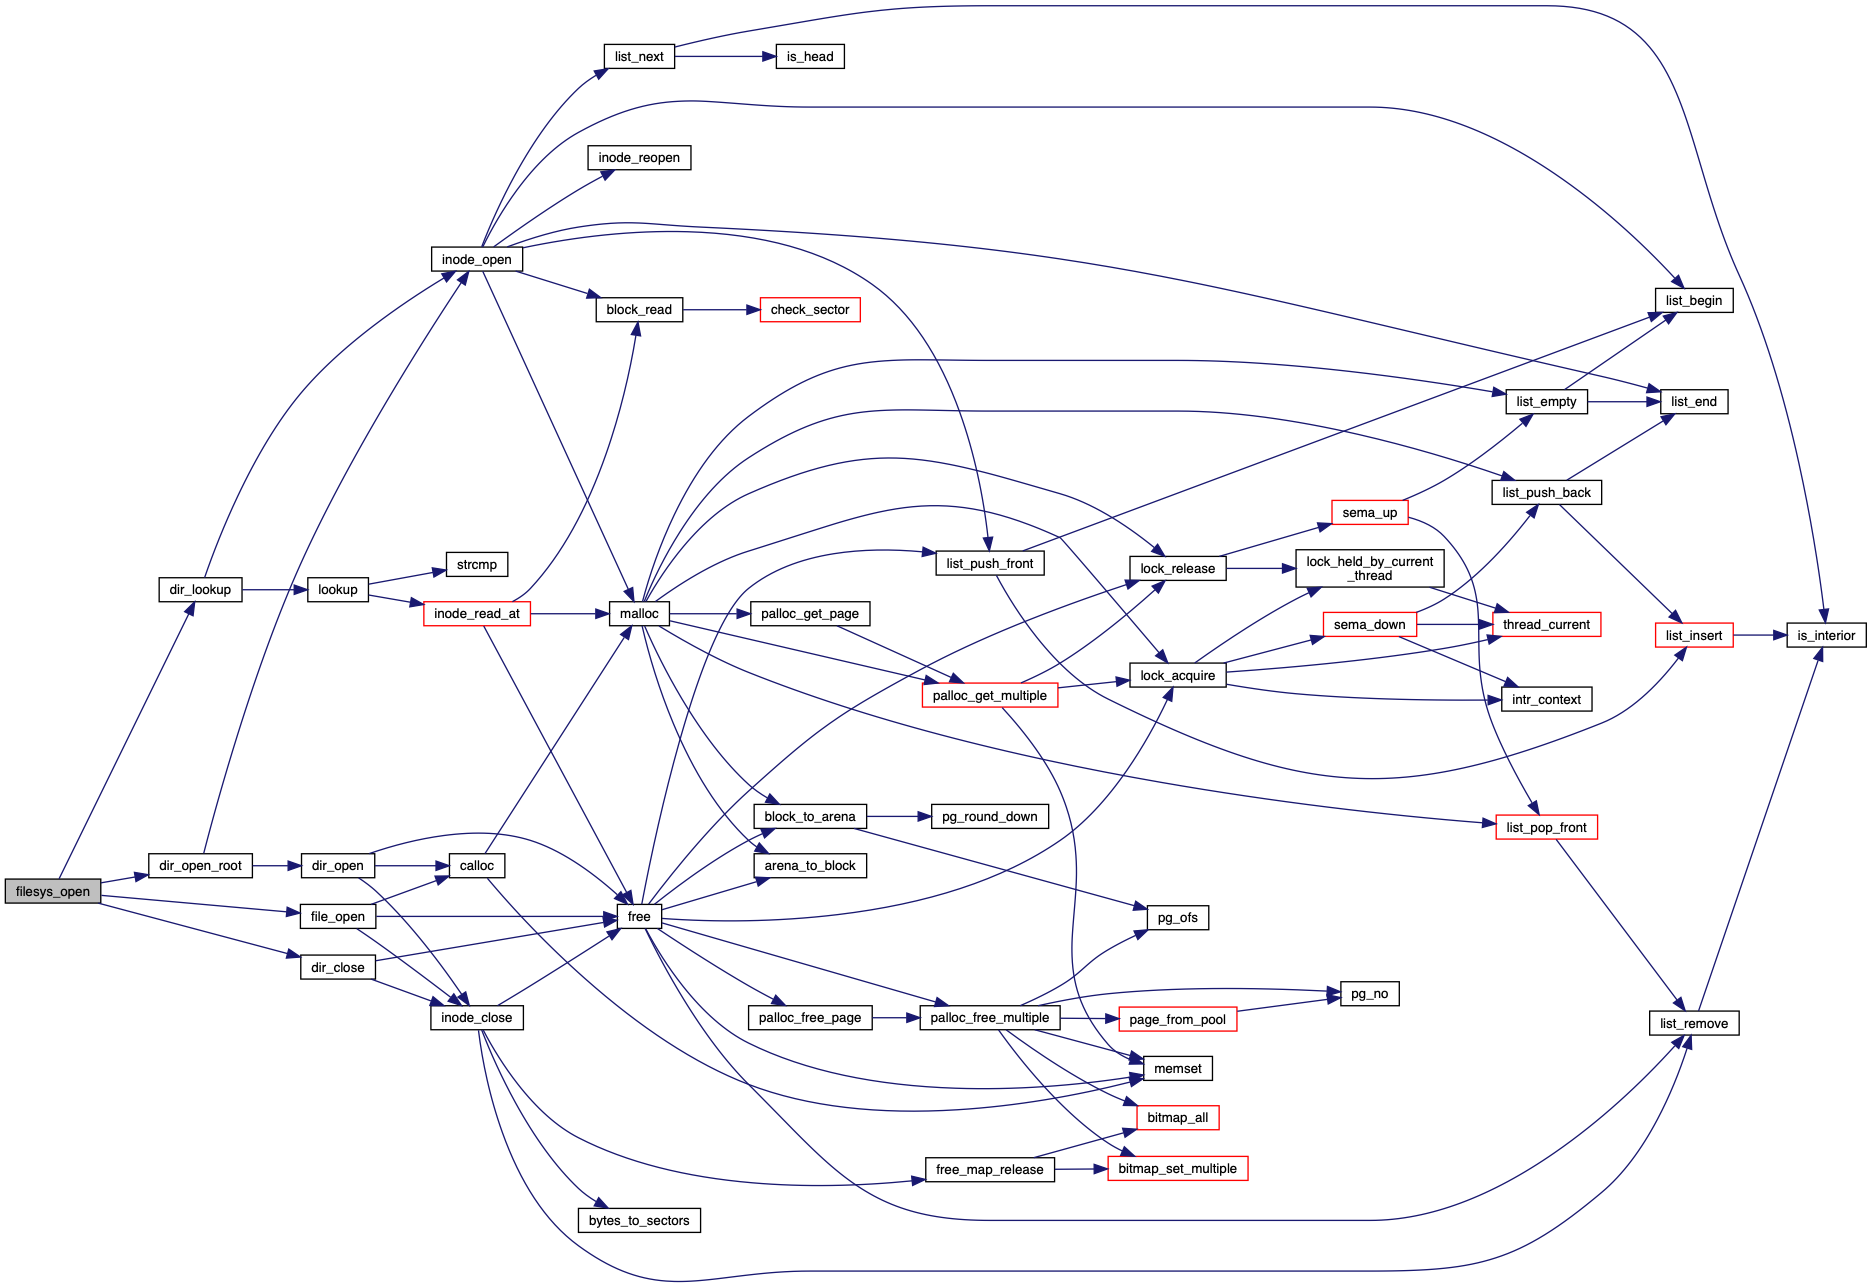 list_next
is_head
inode_reopen
inode_open
list_begin
block_read
check_sector
list_empty
list_end
list_push_back
sema_up
strcmp
list_push_front
lock_release
lock_held_by_current
_thread
dir_lookup
lookup
inode_read_at
malloc
palloc_get_page
sema_down
thread_current
list_insert
is_interior
palloc_get_multiple
lock_acquire
intr_context
block_to_arena
pg_round_down
list_pop_front
dir_open_root
dir_open
calloc
arena_to_block
filesys_open
file_open
free
pg_ofs
dir_close
pg_no
inode_close
palloc_free_page
palloc_free_multiple
page_from_pool
list_remove
memset
bitmap_all
free_map_release
bitmap_set_multiple
bytes_to_sectors